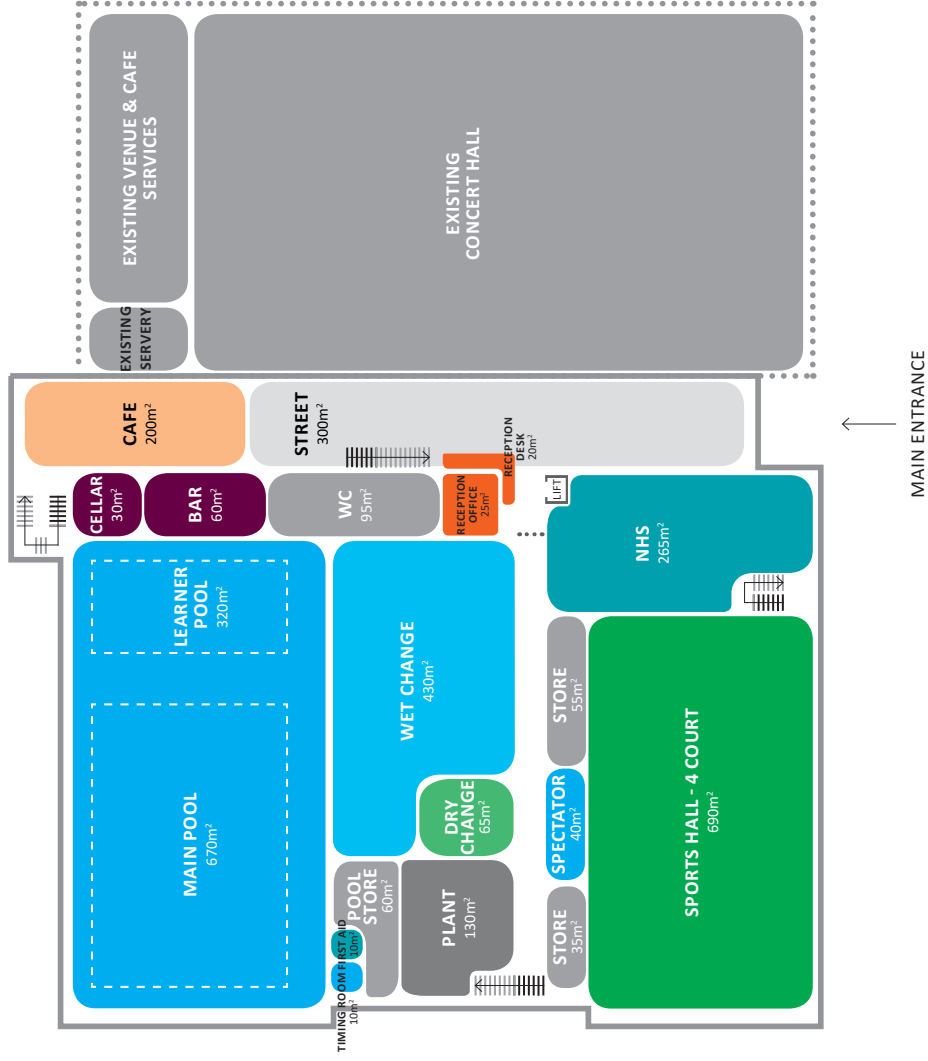 EXISTING VENUE & CAFE
SERVICES
EXISTING
CONCERT HALL
EXISTING
SERVERY
CAFE
200m²
STREET
300m²
RECEPTION
DESK
20m²
CELLAR
30m²
BAR
60m²
WC
95m²
RECEPTION
OFFICE
25m²
LIFT
NHS
265m²
LEARNER
POOL
320m²
MAIN POOL
670m²
WET CHANGE
430m²
DRY
CHANGE
65m²
POOL
STORE
60m²
FIRST AID
10m²
TIMING ROOM
10m²
PLANT
130m²
STORE
55m²
SPECTATOR
40m²
STORE
35m²
SPORTS HALL - 4 COURT
690m²
MAIN ENTRANCE